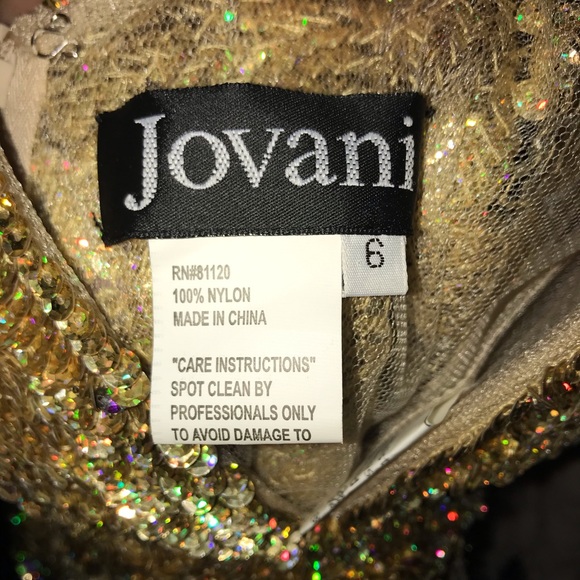 Jovani
6
RN#81120
100% NYLON
MADE IN CHINA
"CARE INSTRUCTIONS"
SPOT CLEAN BY
PROFESSIONALS ONLY
TO AVOID DAMAGE TO